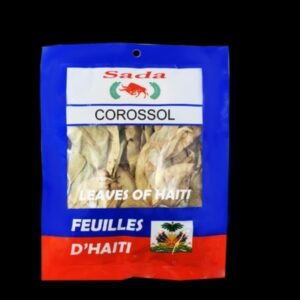 Sada
COROSSOL
LEAVES OF HAITI
FEUILLES
D'HAITI